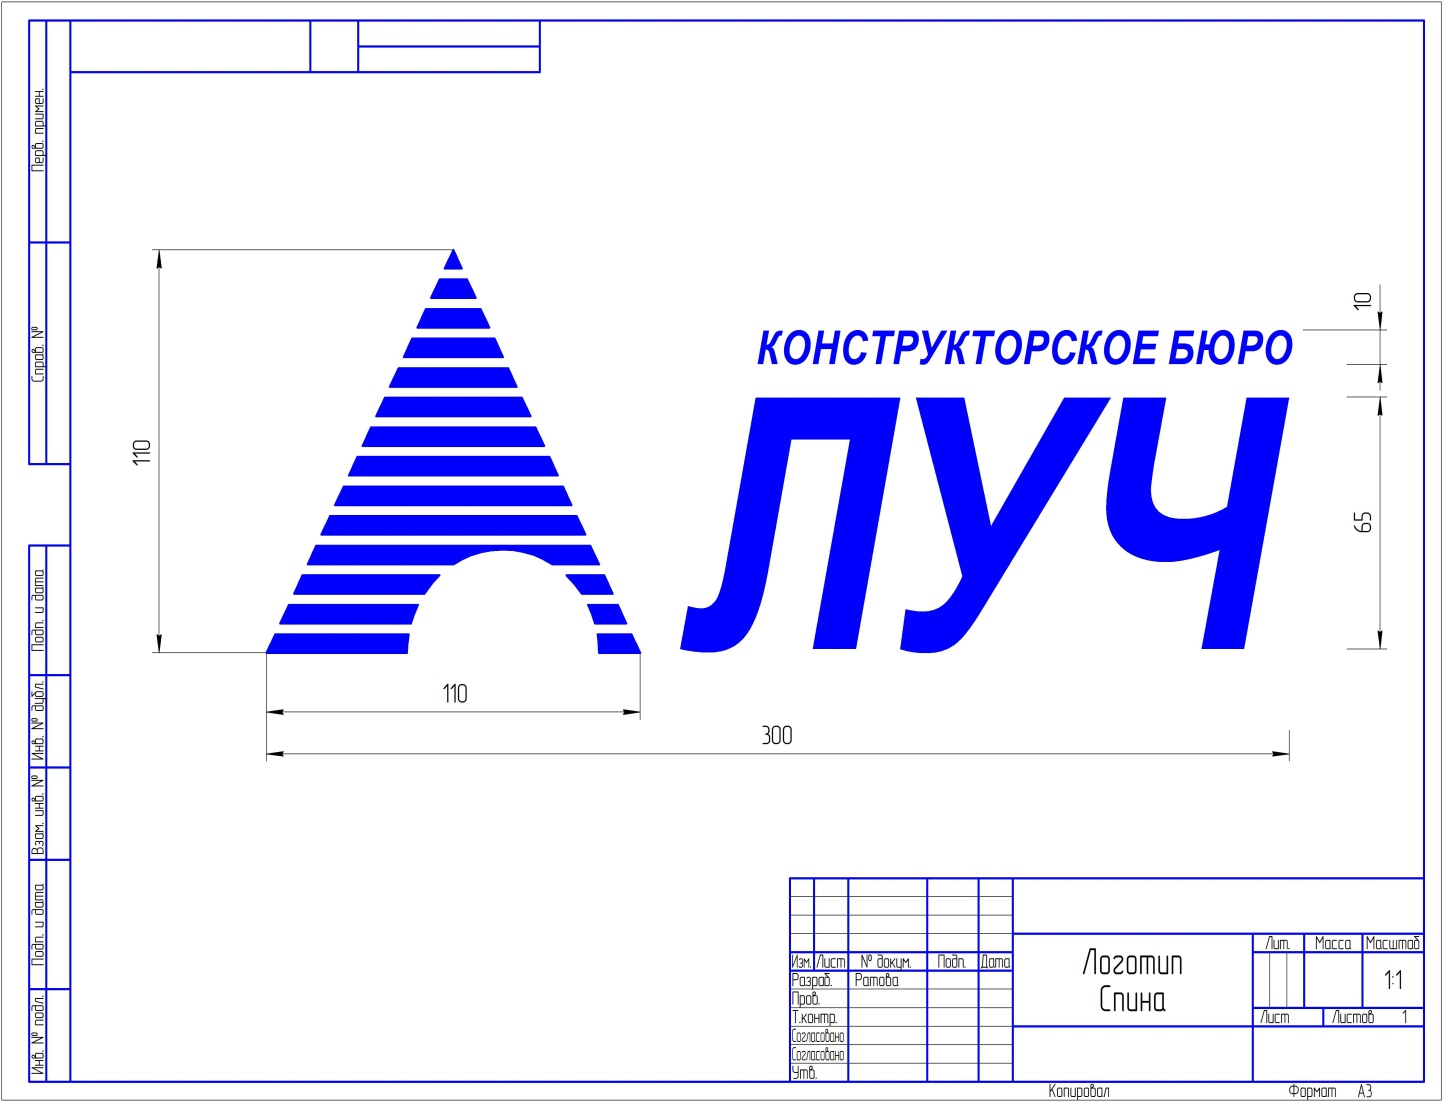 Перв. примен.
Справ. №
Подп. и дата
Инв. № дубл.
Взам. инв. №
Подп. и дата
Инв. № подл.
КОНСТРУКТОРСКОЕ БЮРО
ЛУЧ
110
110
300
10
65
Изм. Лист № докум. Подп. Дата
Разраб. Ратова
Пров.
Т.контр.
Согласовано
Согласовано
Утв.
Логотип
Спина
Лит. Масса Масштаб
1:1
Лист Листов 1
Копировал Формат А3